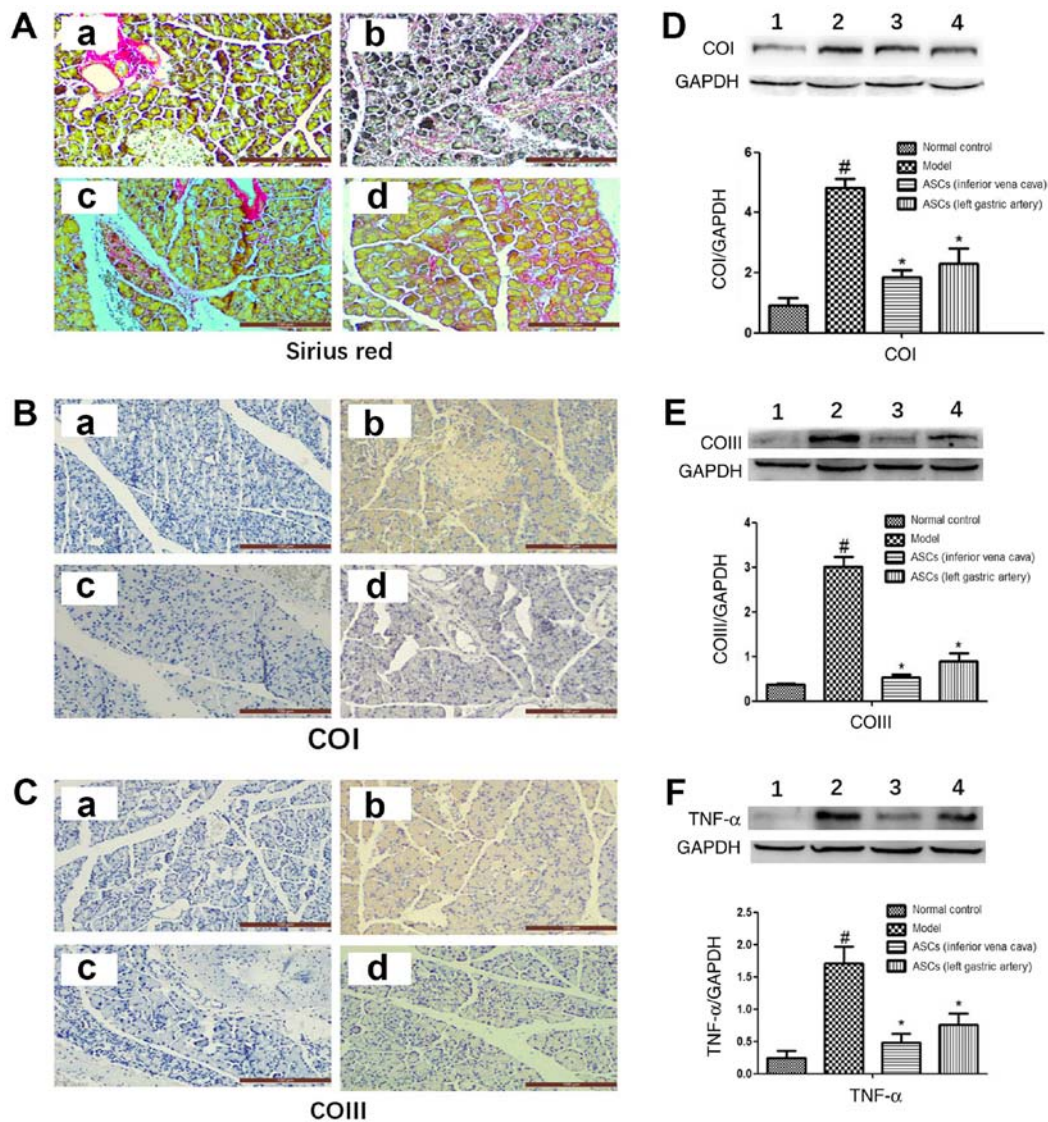 A
a
b
c
d
Sirius red
B
a
b
c
d
COI
C
a
b
c
d
COIII
D
1 2 3 4
COI
GAPDH
COI/GAPDH
6
4
2
0
#
*
*
Normal control
Model
ASCs (inferior vena cava)
ASCs (left gastric artery)
COI
E
1 2 3 4
COIII
GAPDH
COIII/GAPDH
4
3
2
1
0
#
*
*
Normal control
Model
ASCs (inferior vena cava)
ASCs (left gastric artery)
COIII
F
1 2 3 4
TNF-α
GAPDH
TNF-α/GAPDH
2.5
2.0
1.5
1.0
0.5
0.0
#
*
*
Normal control
Model
ASCs (inferior vena cava)
ASCs (left gastric artery)
TNF-α